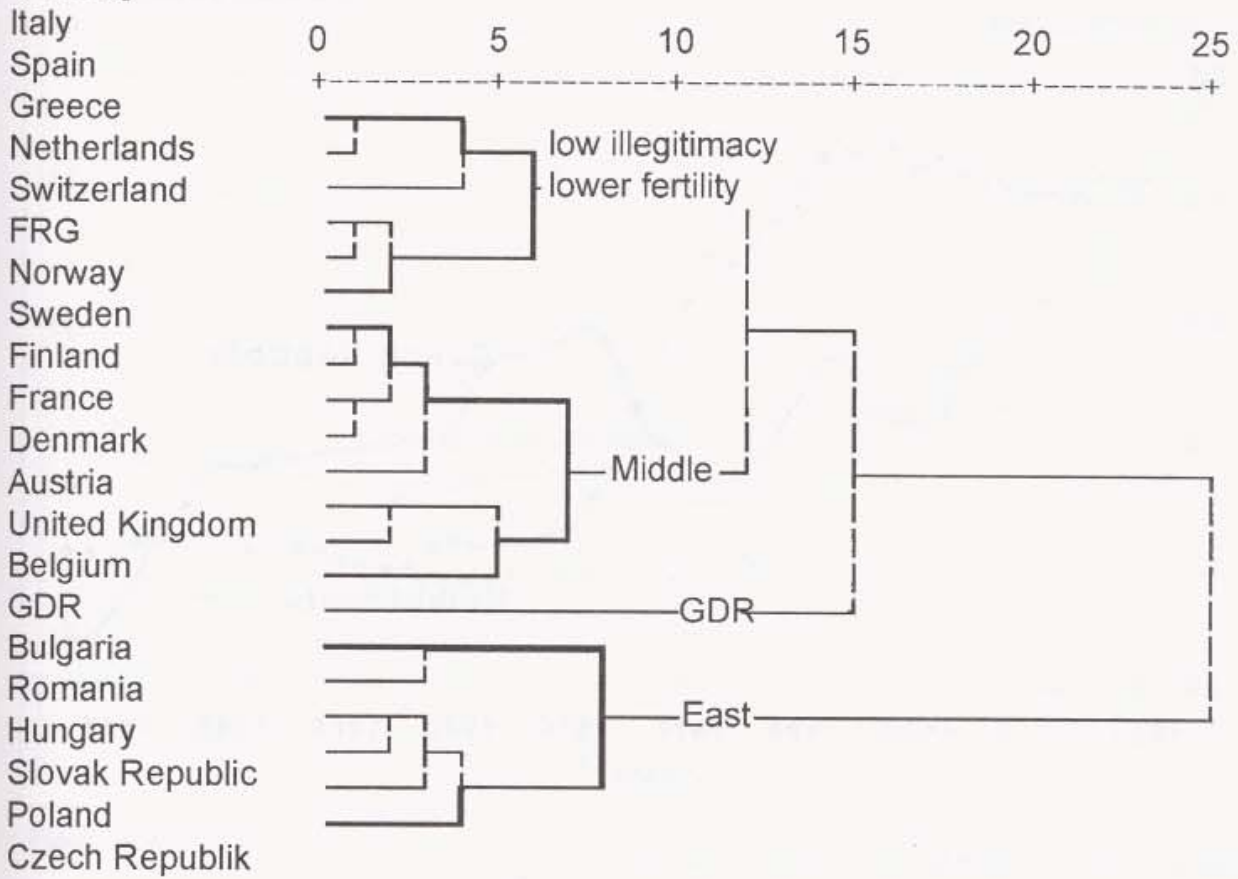 Italy
0 5 10 15 20 25
Spain
Greece
Netherlands
low illegitimacy
Switzerland
lower fertility
FRG
Norway
Sweden
Finland
France
Denmark
Austria
Middle
United Kingdom
Belgium
GDR
GDR
Bulgaria
Romania
Hungary
East
Slovak Republic
Poland
Czech Republik